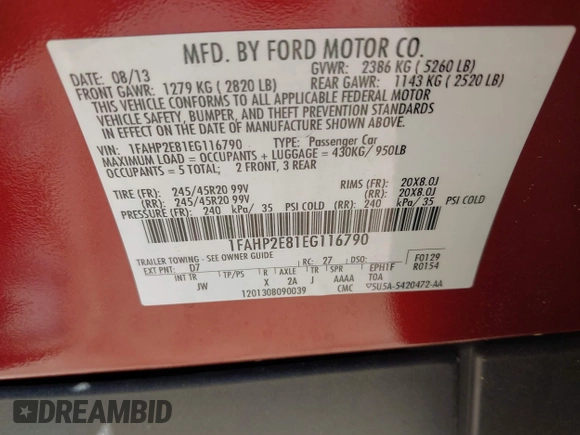 MFD. BY FORD MOTOR CO.
DATE: 08/13 GVWR: 2386 KG ( 5260 LB)
FRONT GAWR: 1279 KG ( 2820 LB) REAR GAWR: 1143 KG ( 2520 LB)
THIS VEHICLE CONFORMS TO ALL APPLICABLE FEDERAL MOTOR
VEHICLE SAFETY, BUMPER, AND THEFT PREVENTION STANDARDS
IN EFFECT ON THE DATE OF MANUFACTURE SHOWN ABOVE.
VIN: 1FAHP2E81EG116790 TYPE: Passenger Car
MAXIMUM LOAD = OCCUPANTS + LUGGAGE = 430KG/ 950LB
OCCUPANTS = 5 TOTAL; 2 FRONT, 3 REAR
TIRE (FR): 245/45R20 99V RIMS (FR): 20X8.0J
(RR): 245/45R20 99V (RR): 20X8.0J
PRESSURE (FR): 240 kPa/ 35 PSI COLD (RR): 240 kPa/ 35 PSI COLD
1FAHP2E81EG116790
TRAILER TOWING - SEE OWNER GUIDE
EXT PNT: D7 RC: 27 DSO: F0129
INT TR TP/PS R AXLE TR SPR EPH1F R0154
JW X 2A J AAAA TOA
1201308090039 CMC ▽5U5A-5420472-AA
DREAMBID